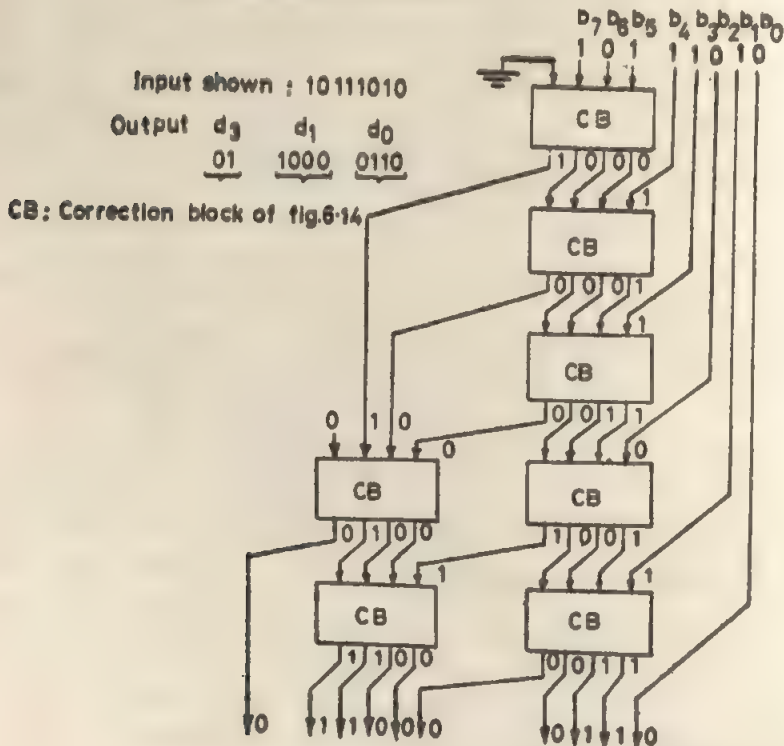 b7 b6 b5 b4 b3 b2 b1 b0
1 0 1 1 1 0 1 0
Input shown : 10111010
Output d3 d1 d0
01 1000 0110
CB: Correction block of fig.6·14
CB
1 0 0 0
1
CB
0 0 0 1
1
CB
0 1 0
0 0 1 1
0
0
CB
CB
0 1 0 0
1 0 0 1
1
1
CB
CB
1 1 0 0
0 0 1 1
0 1 1 0 0 0 0 1 1 0